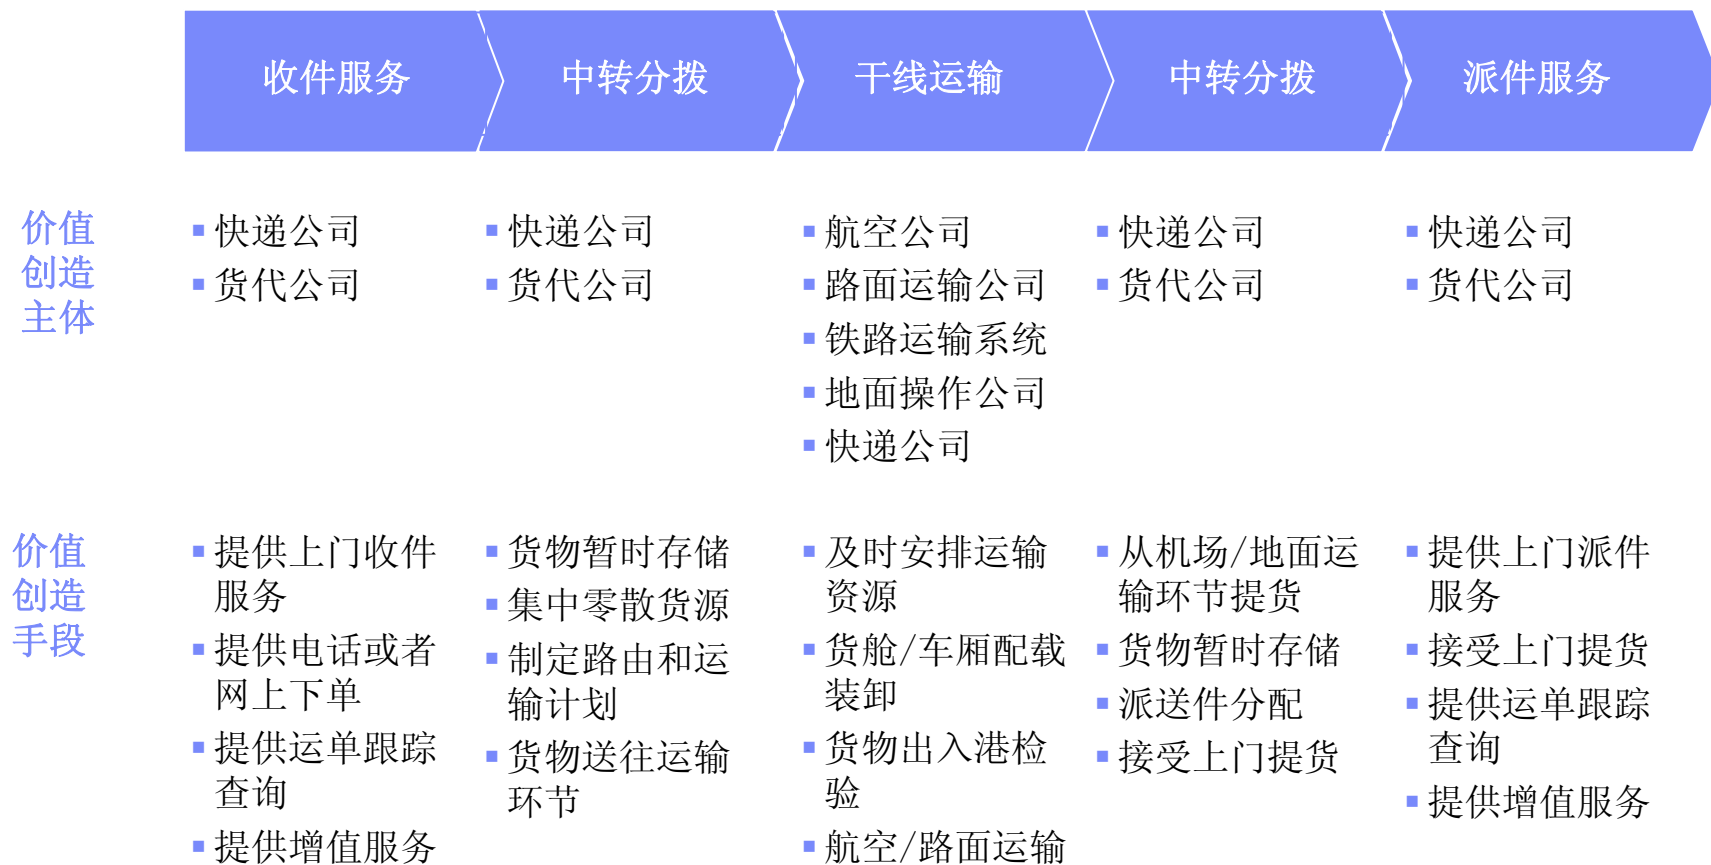 收件服务
中转分拨
干线运输
中转分拨
派件服务
价值
创造
主体
快递公司
货代公司
快递公司
货代公司
航空公司
路面运输公司
铁路运输系统
地面操作公司
快递公司
快递公司
货代公司
快递公司
货代公司
价值
创造
手段
提供上门收件
服务
提供电话或者
网上下单
提供运单跟踪
查询
提供增值服务
货物暂时存储
集中零散货源
制定路由和运
输计划
货物送往运输
环节
及时安排运输
资源
货舱/车厢配载
装卸
货物出入港检
验
航空/路面运输
从机场/地面运
输环节提货
货物暂时存储
派送件分配
接受上门提货
提供上门派件
服务
接受上门提货
提供运单跟踪
查询
提供增值服务